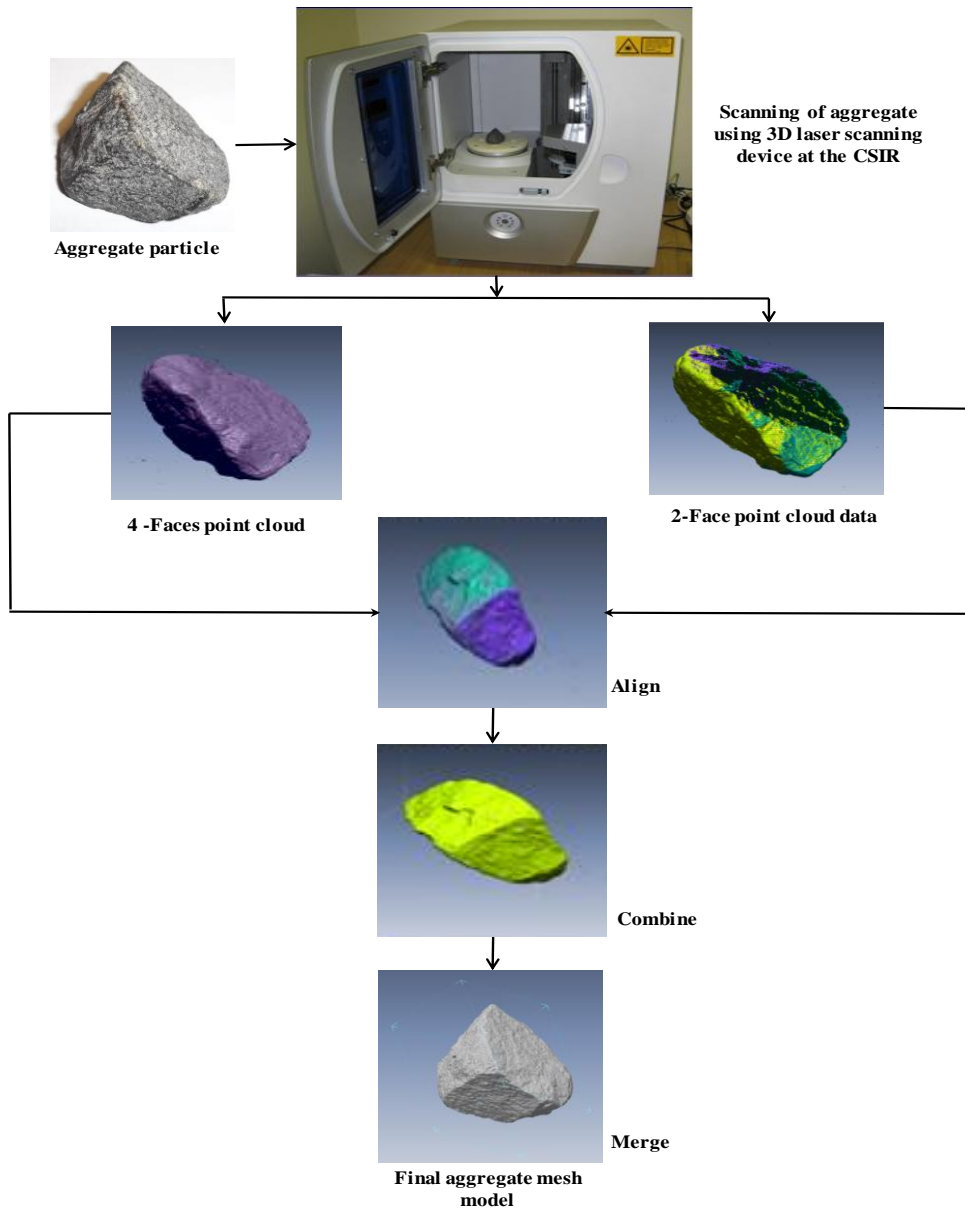 Scanning of aggregate
using 3D laser scanning
device at the CSIR
Aggregate particle
4 -Faces point cloud
2-Face point cloud data
Align
Combine
Merge
Final aggregate mesh
model